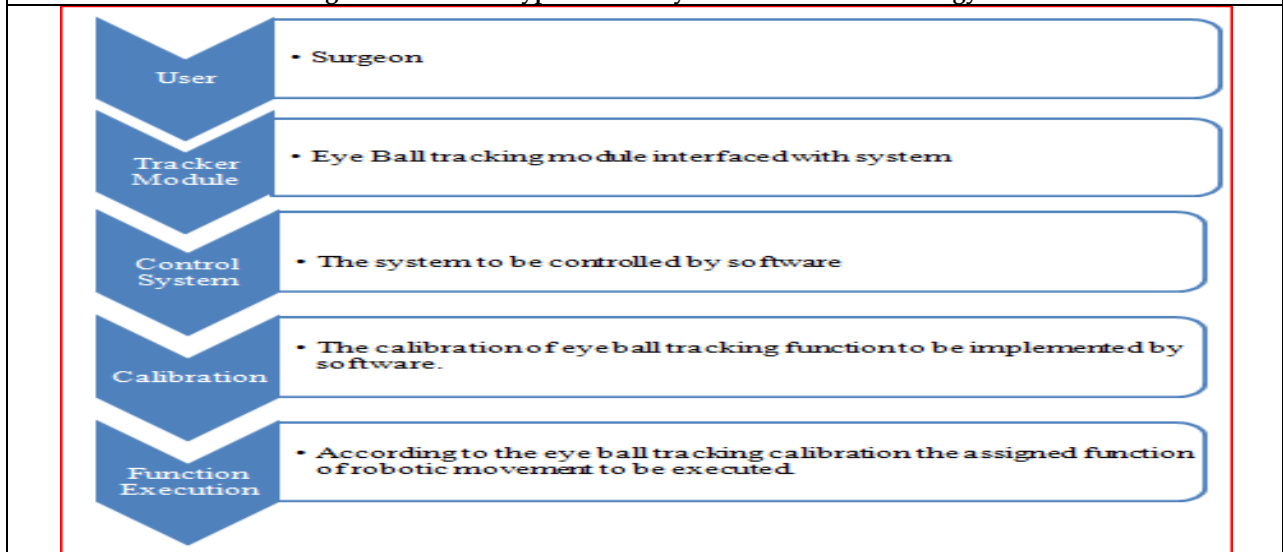 User
• Surgeon
Tracker
Module
• Eye Ball tracking module interfaced with system
Control
System
• The system to be controlled by software
Calibration
• The calibration of eye ball tracking function to be implemented by
software.
Function
Execution
• According to the eye ball tracking calibration the assigned function
of robotic movement to be executed.